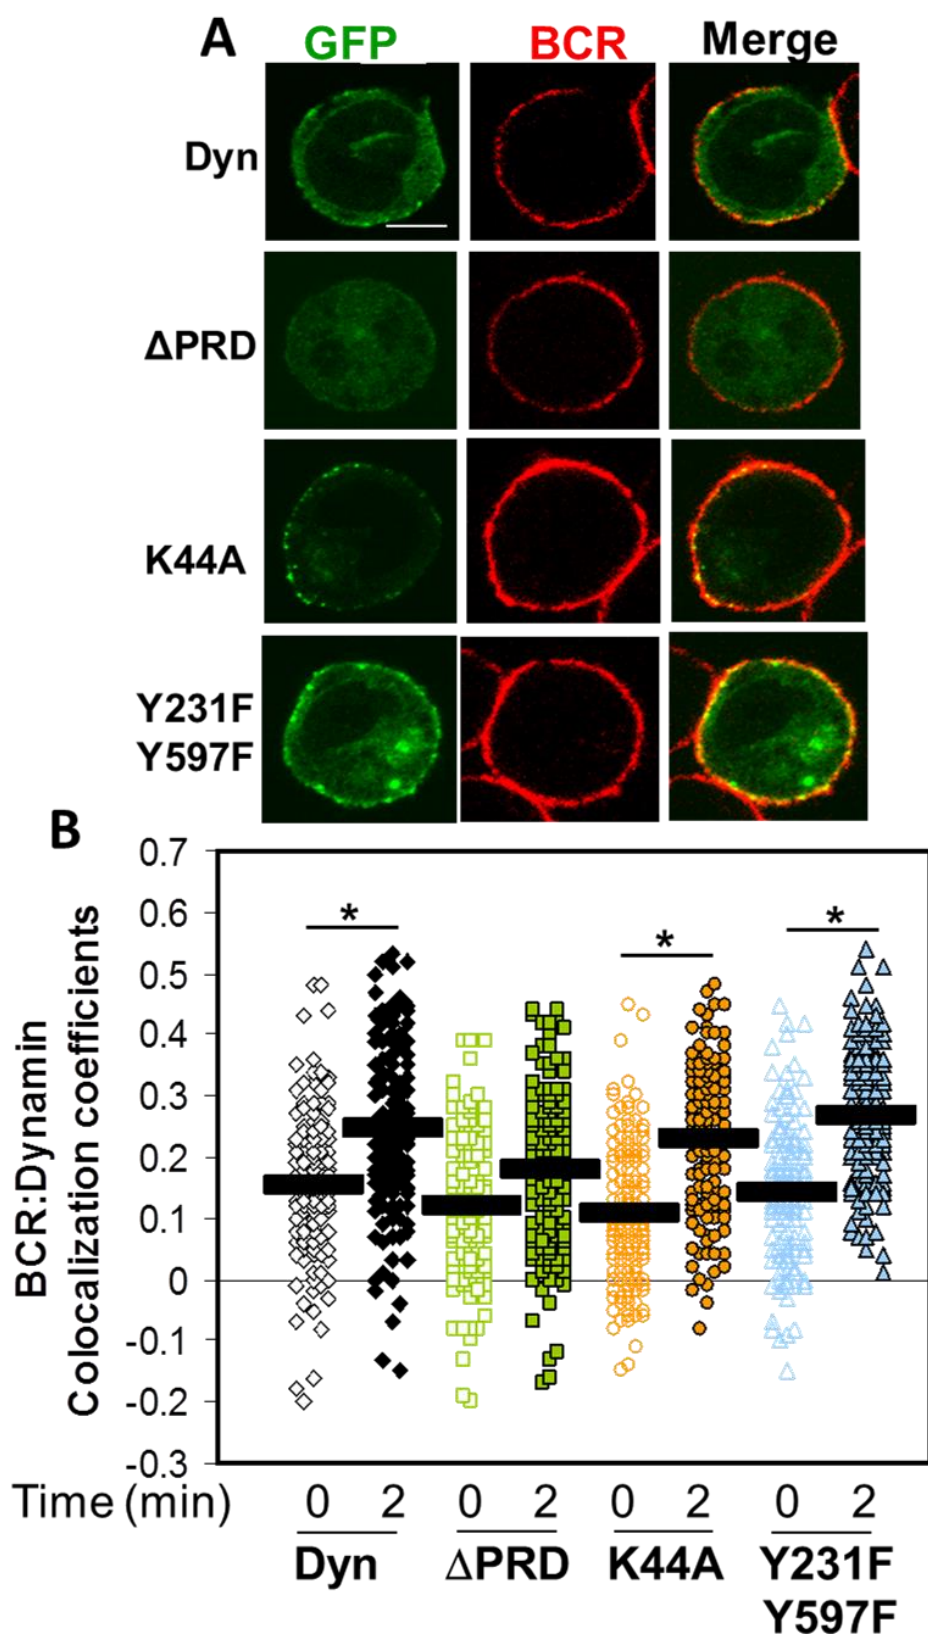 A GFP BCR Merge
Dyn
ΔPRD
K44A
Y231F
Y597F
B
BCR:Dynamin
Colocalization coefficients
0.7
0.6
0.5
0.4
0.3
0.2
0.1
0
-0.1
-0.2
-0.3
* * *
Time (min) 0 2 0 2 0 2 0 2
Dyn ΔPRD K44A Y231F
Y597F